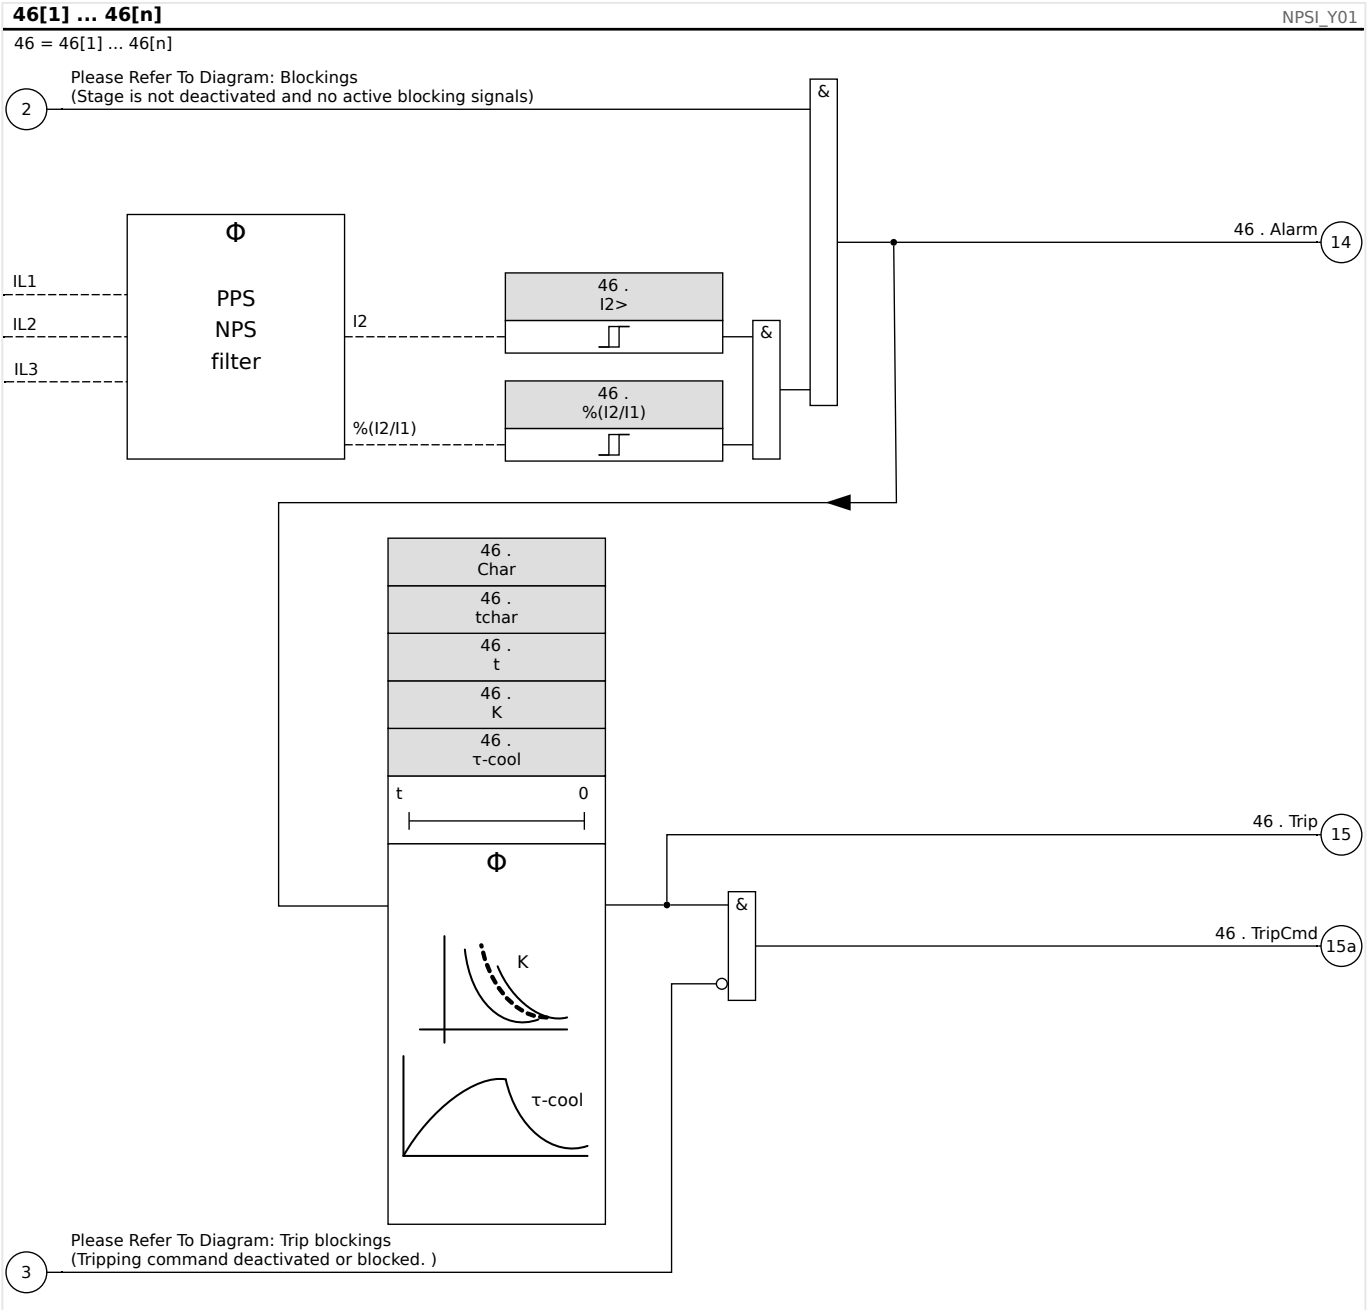 46[1] ... 46[n]
NPSI_Y01
46 = 46[1] ... 46[n]
Please Refer To Diagram: Blockings
(Stage is not deactivated and no active blocking signals)
2
&
Φ
PPS
NPS
filter
IL1
IL2
IL3
I2
%(I2/I1)
46 .
I2>
46 .
%(I2/I1)
&
46 . Alarm
14
46 .
Char
46 .
tchar
46 .
t
46 .
K
46 .
τ-cool
t 0
Φ
K
τ-cool
46 . Trip
15
&
46 . TripCmd
15a
Please Refer To Diagram: Trip blockings
(Tripping command deactivated or blocked. )
3